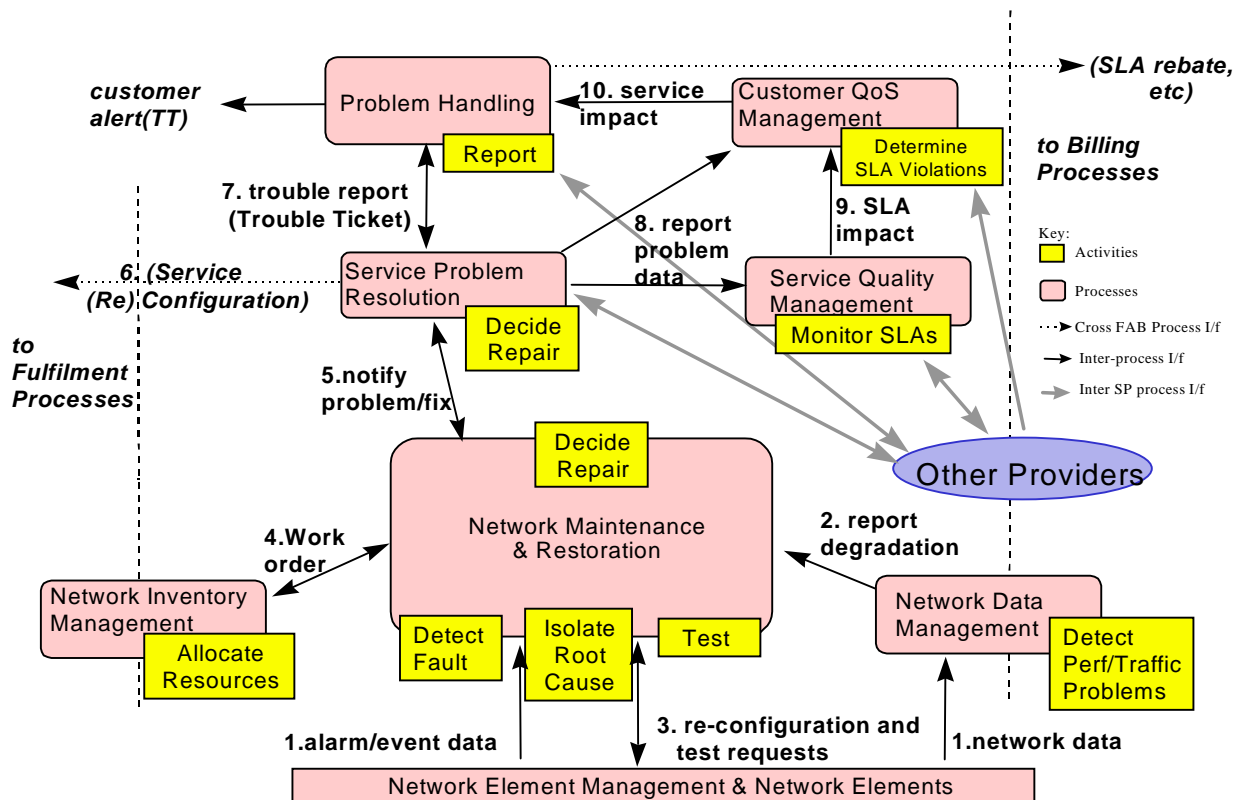 (SLA rebate,
etc)
customer
alert(TT)
Problem Handling
10. service
impact
Customer QoS
Management
Report
Determine
SLA Violations
to Billing
Processes
7. trouble report
(Trouble Ticket)
8. report
problem
data
9. SLA
impact
Key:
Activities
Processes
Cross FAB Process I/f
Inter-process I/f
Inter SP process I/f
6. (Service
(Re) Configuration)
Service Problem
Resolution
Decide
Repair
Service Quality
Management
Monitor SLAs
to
Fulfilment
Processes
5.notify
problem/fix
Decide
Repair
Other Providers
Network Maintenance
& Restoration
4.Work
order
2. report
degradation
Network Inventory
Management
Allocate
Resources
Detect
Fault
Isolate
Root
Cause
Test
Network Data
Management
Detect
Perf/Traffic
Problems
1.alarm/event data
3. re-configuration and
test requests
1.network data
Network Element Management & Network Elements